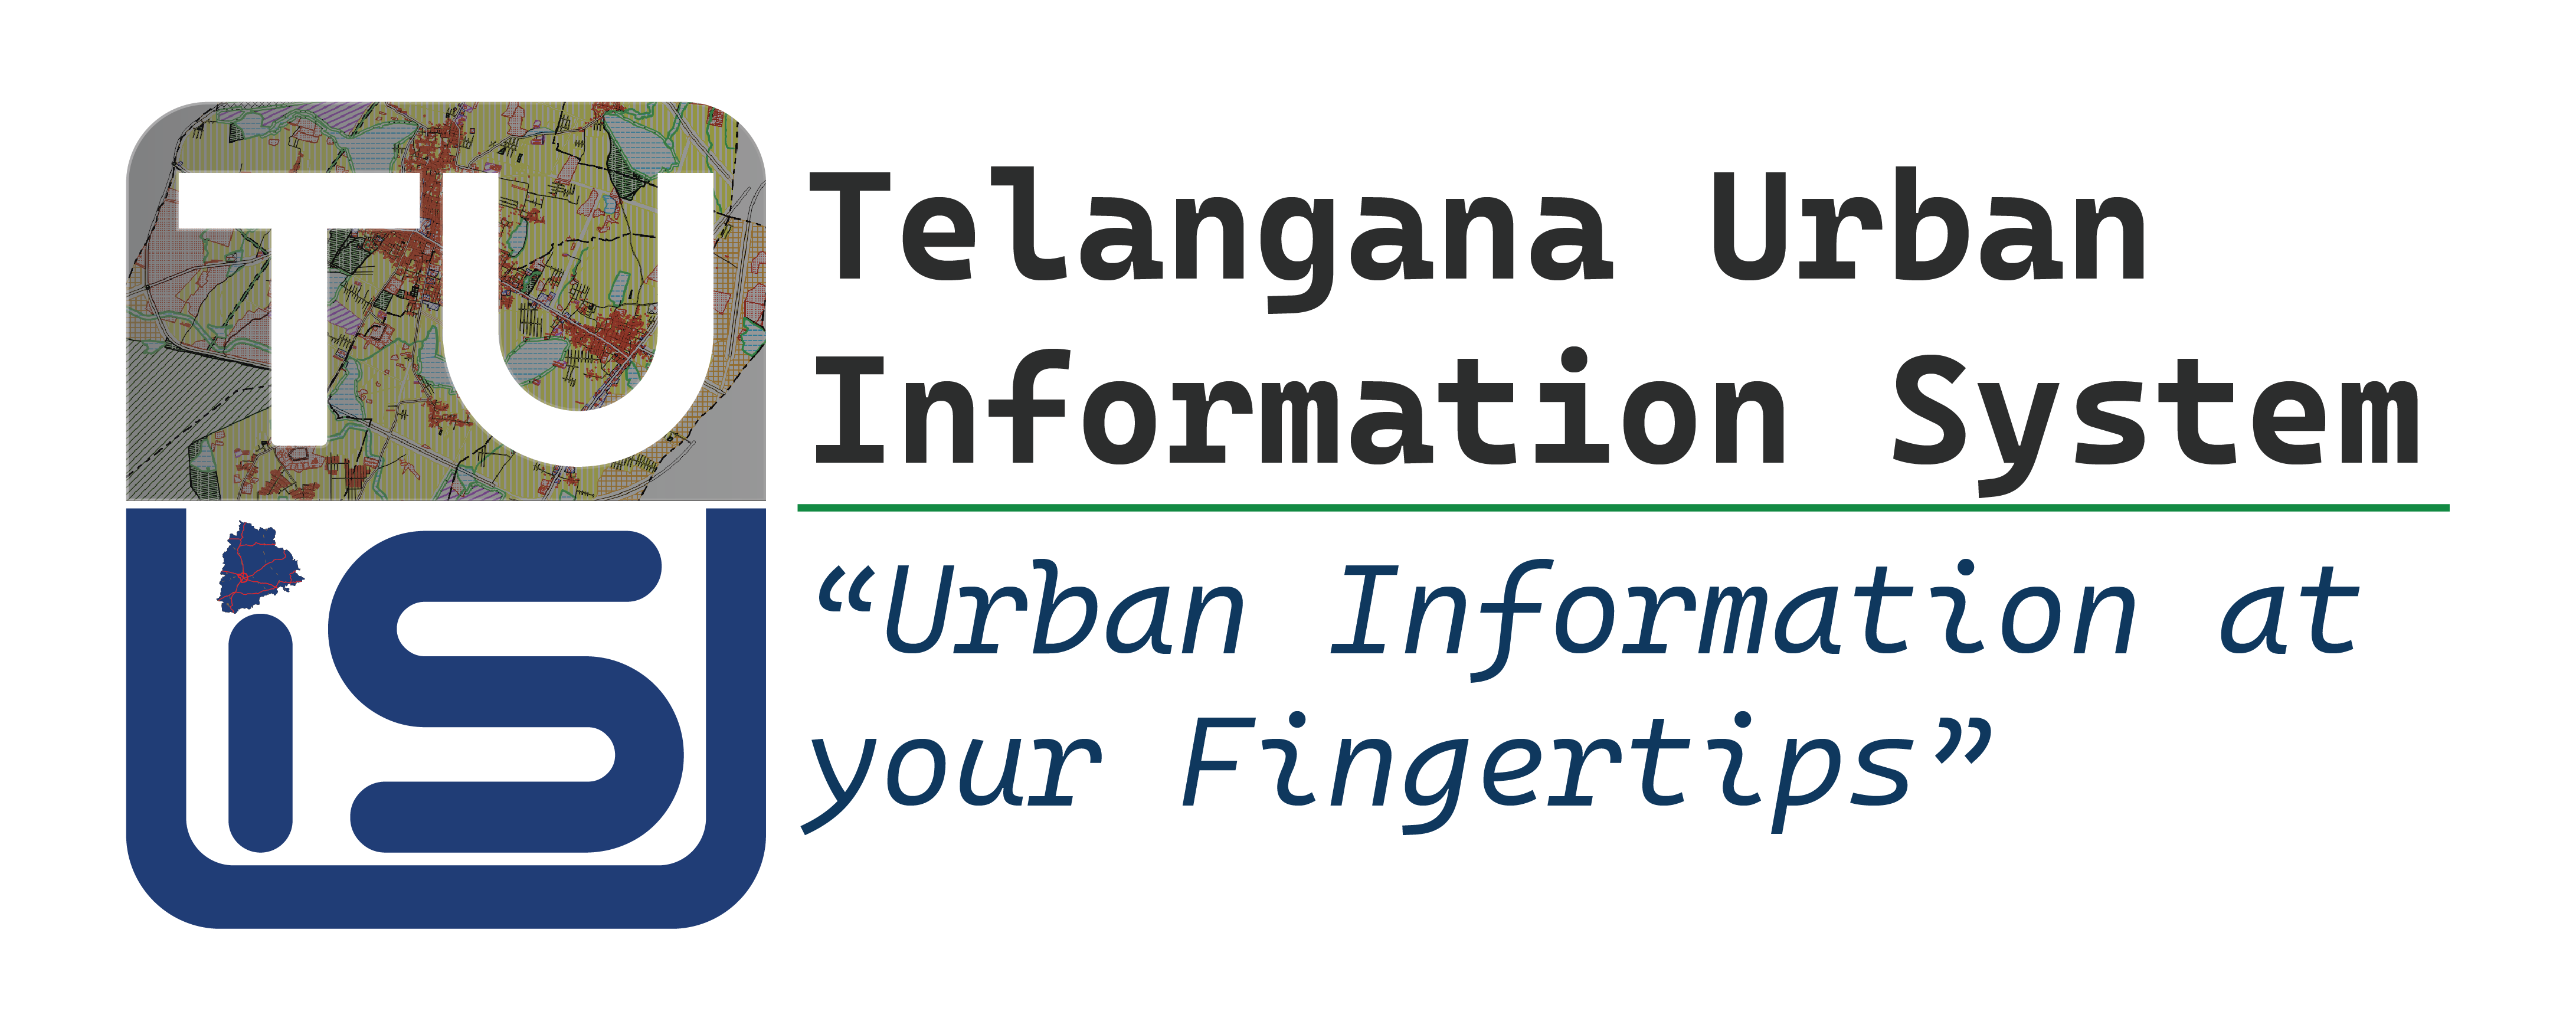 TU
iS
Telangana Urban
Information System
“Urban Information at
your Fingertips”